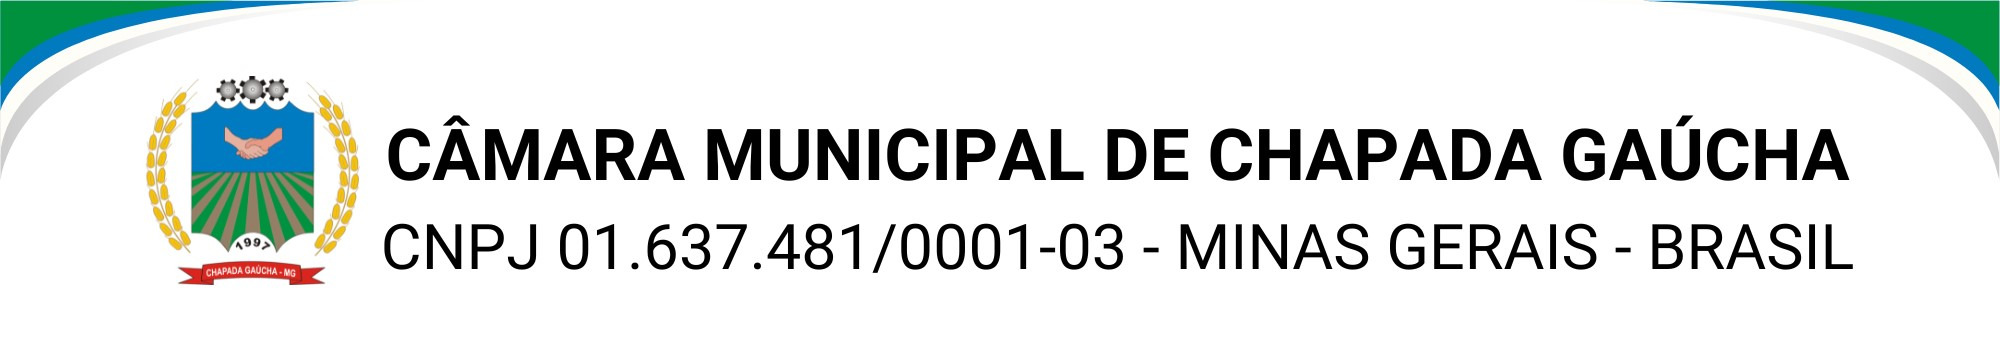 CÂMARA MUNICIPAL DE CHAPADA GAÚCHA
CNPJ 01.637.481/0001-03 - MINAS GERAIS - BRASIL
1997
CHAPADA GAÚCHA - MG